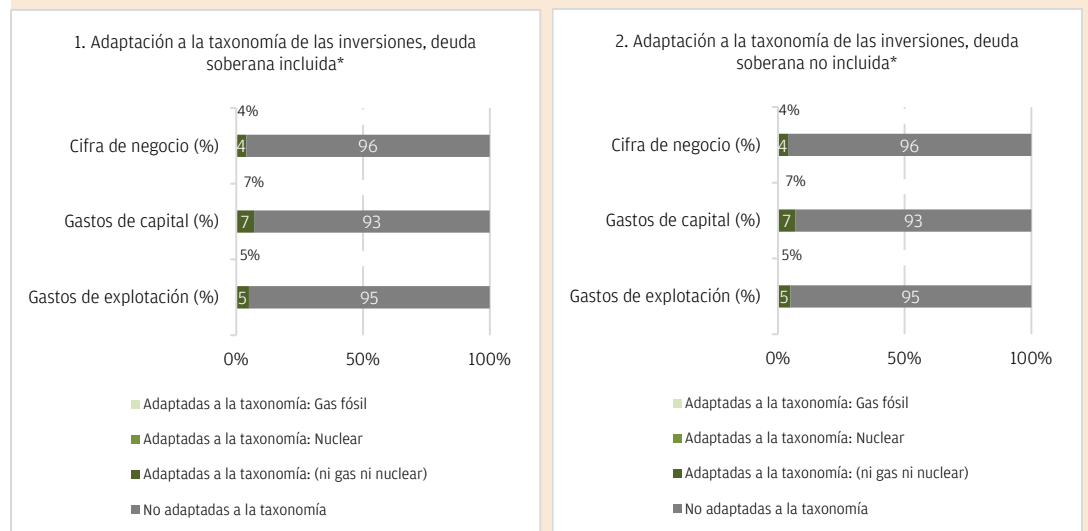 1. Adaptación a la taxonomía de las inversiones, deuda
soberana incluida*
4%
Cifra de negocio (%)
4
96
7%
Gastos de capital (%)
7
93
5%
Gastos de explotación (%)
5
95
0%
50%
100%
Adaptadas a la taxonomía: Gas fósil
Adaptadas a la taxonomía: Nuclear
Adaptadas a la taxonomía: (ni gas ni nuclear)
No adaptadas a la taxonomía
2. Adaptación a la taxonomía de las inversiones, deuda
soberana no incluida*
4%
Cifra de negocio (%)
4
96
7%
Gastos de capital (%)
7
93
5%
Gastos de explotación (%)
5
95
0%
50%
100%
Adaptadas a la taxonomía: Gas fósil
Adaptadas a la taxonomía: Nuclear
Adaptadas a la taxonomía: (ni gas ni nuclear)
No adaptadas a la taxonomía